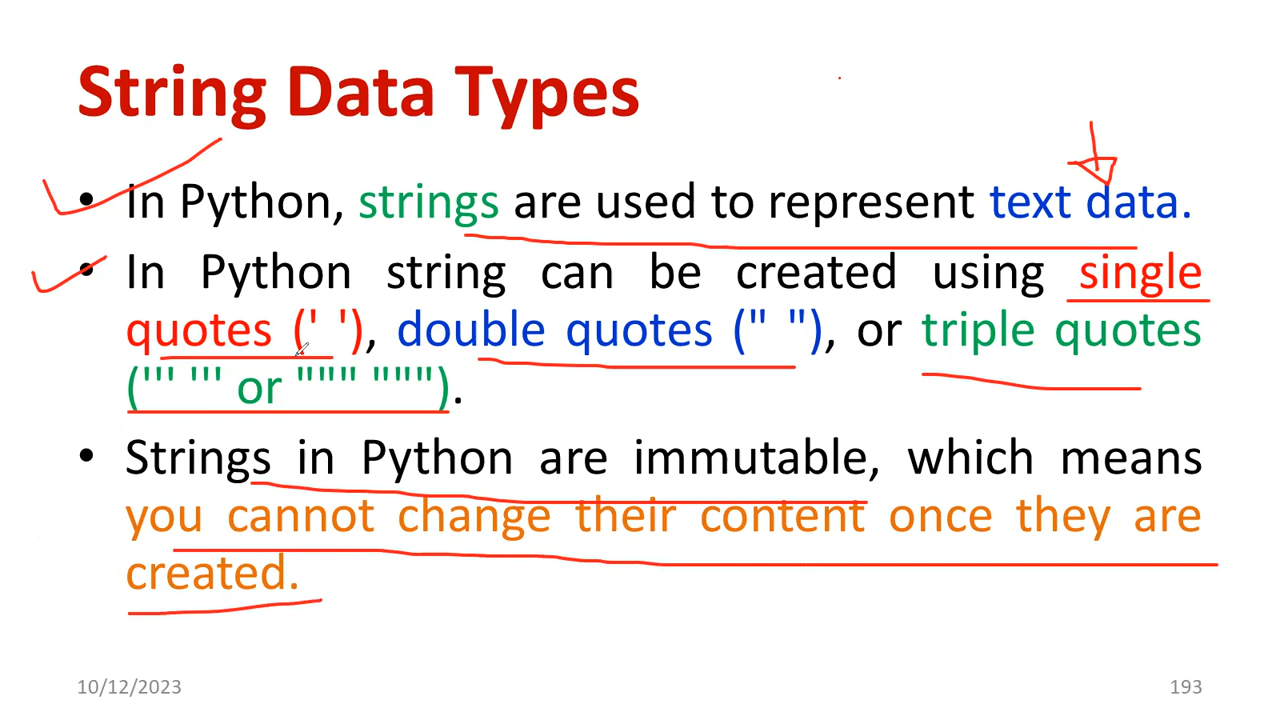 String Data Types
• In Python, strings are used to represent text data.
• In Python string can be created using single
quotes (' '), double quotes (" "), or triple quotes
(''' ''' or """ """).
• Strings in Python are immutable, which means
you cannot change their content once they are
created.
10/12/2023
193